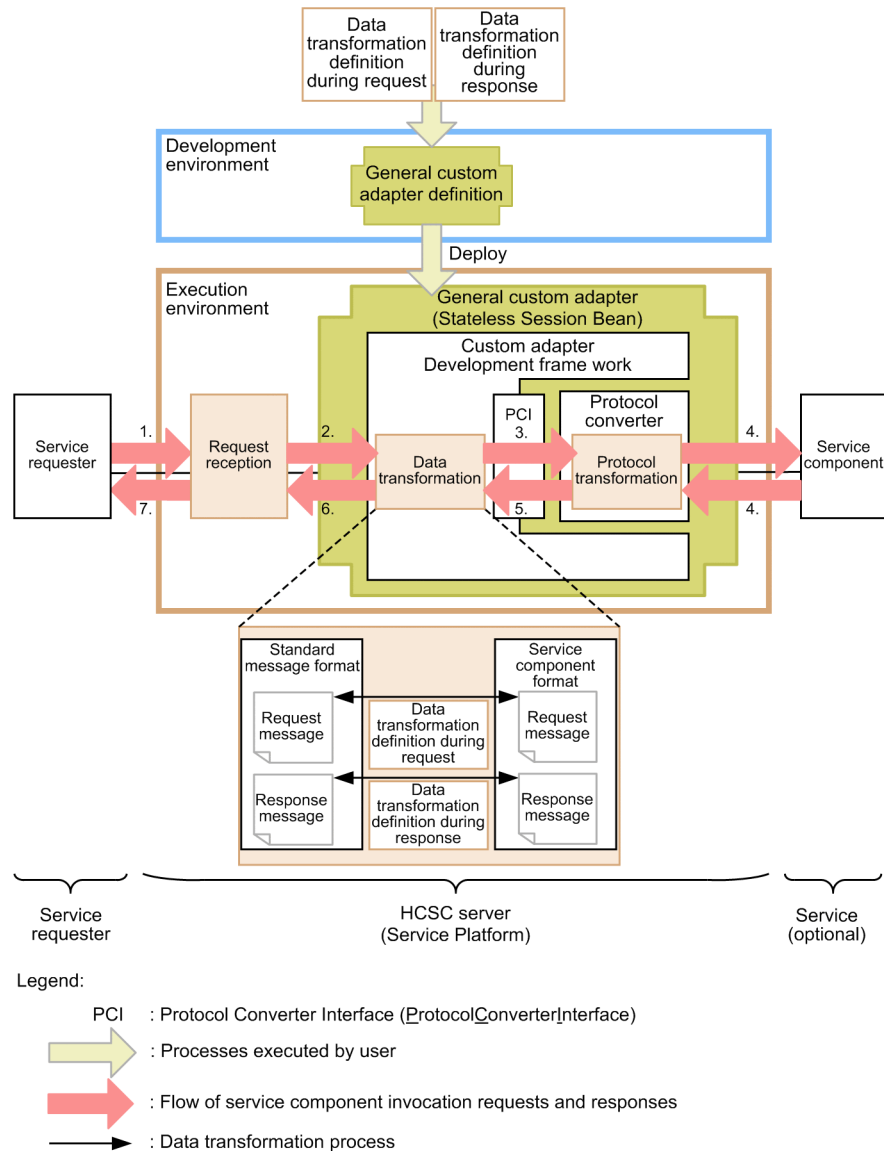 Data
transformation
definition
during request
Data
transformation
definition
during
response
Development
environment
General custom
adapter definition
Deploy
Execution
environment
General custom adapter
(Stateless Session Bean)
Custom adapter
Development frame work
PCI
Protocol
converter
Service
requester
1.
Request
reception
2.
Data
transformation
3.
Protocol
transformation
4.
Service
component
7.
6.
5.
4.
Standard
message format
Service
component
format
Request
message
Data
transformation
definition during
request
Request
message
Response
message
Data
transformation
definition during
response
Response
message
Service
requester
HCSC server
(Service Platform)
Service
(optional)
Legend:
PCI : Protocol Converter Interface (ProtocolConverterInterface)
: Processes executed by user
: Flow of service component invocation requests and responses
: Data transformation process